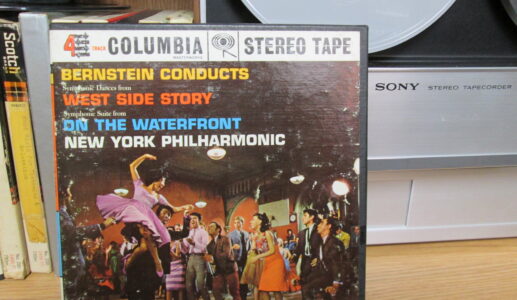 4 TRACK COLUMBIA STEREO TAPE
MASTERWORKS
BERNSTEIN CONDUCTS
Symphonic Dances from
WEST SIDE STORY
Symphonic Suite from
ON THE WATERFRONT
NEW YORK PHILHARMONIC
Scotch
SONY STEREO TAPECORDER